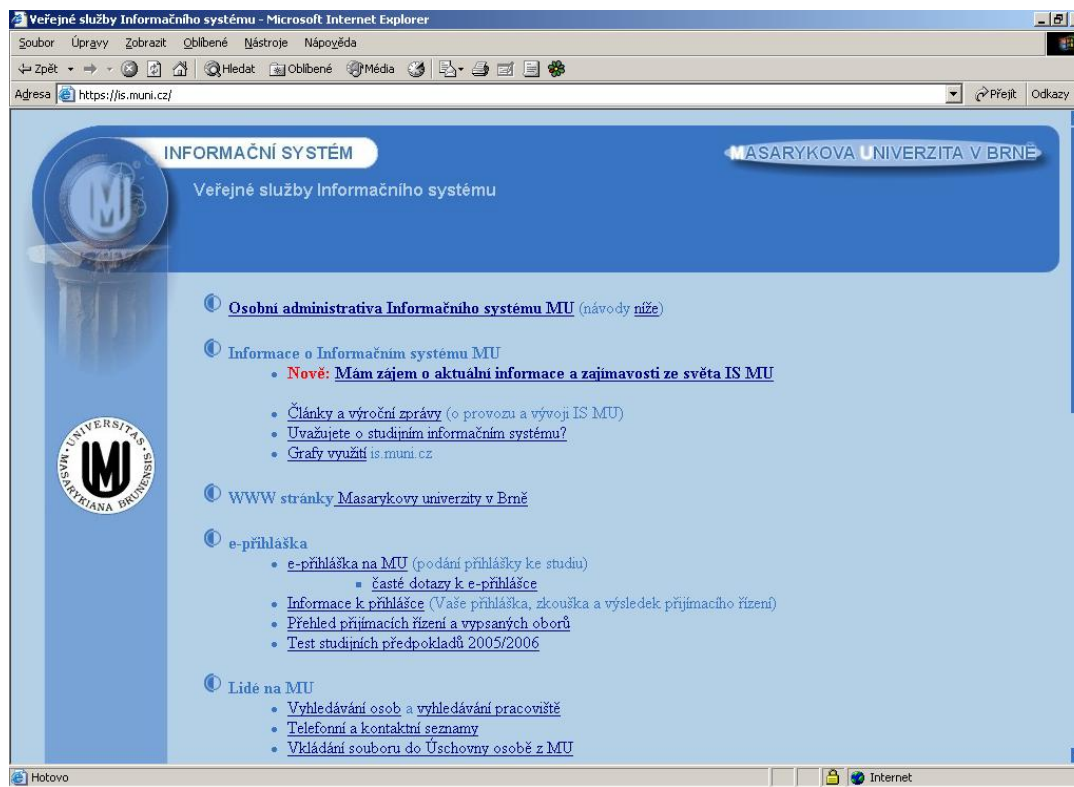 Veřejné služby Informačního systému - Microsoft Internet Explorer
Soubor Úpravy Zobrazit Oblíbené Nástroje Nápověda
Zpět Hledat Oblíbené Média
Adresa https://is.muni.cz/ Přejít Odkazy
INFORMAČNÍ SYSTÉM
MASARYKOVA UNIVERZITA V BRNĚ
Veřejné služby Informačního systému
Osobní administrativa Informačního systému MU (návody níže)
Informace o Informačním systému MU
Nově: Mám zájem o aktuální informace a zajímavosti ze světa IS MU
Články a výroční zprávy (o provozu a vývoji IS MU)
Uvažujete o studijním informačním systému?
Grafy využití is.muni.cz
UNIVERSITAS MASARYKIANA BRUNENSIS
WWW stránky Masarykovy univerzity v Brně
e-přihláška
e-přihláška na MU (podání přihlášky ke studiu)
časté dotazy k e-přihlášce
Informace k přihlášce (Vaše přihláška, zkouška a výsledek přijímacího řízení)
Přehled přijímacích řízení a vypsaných oborů
Test studijních předpokladů 2005/2006
Lidé na MU
Vyhledávání osob a vyhledávání pracoviště
Telefonní a kontaktní seznamy
Vkládání souboru do Úschovny osobě z MU
Hotovo Internet